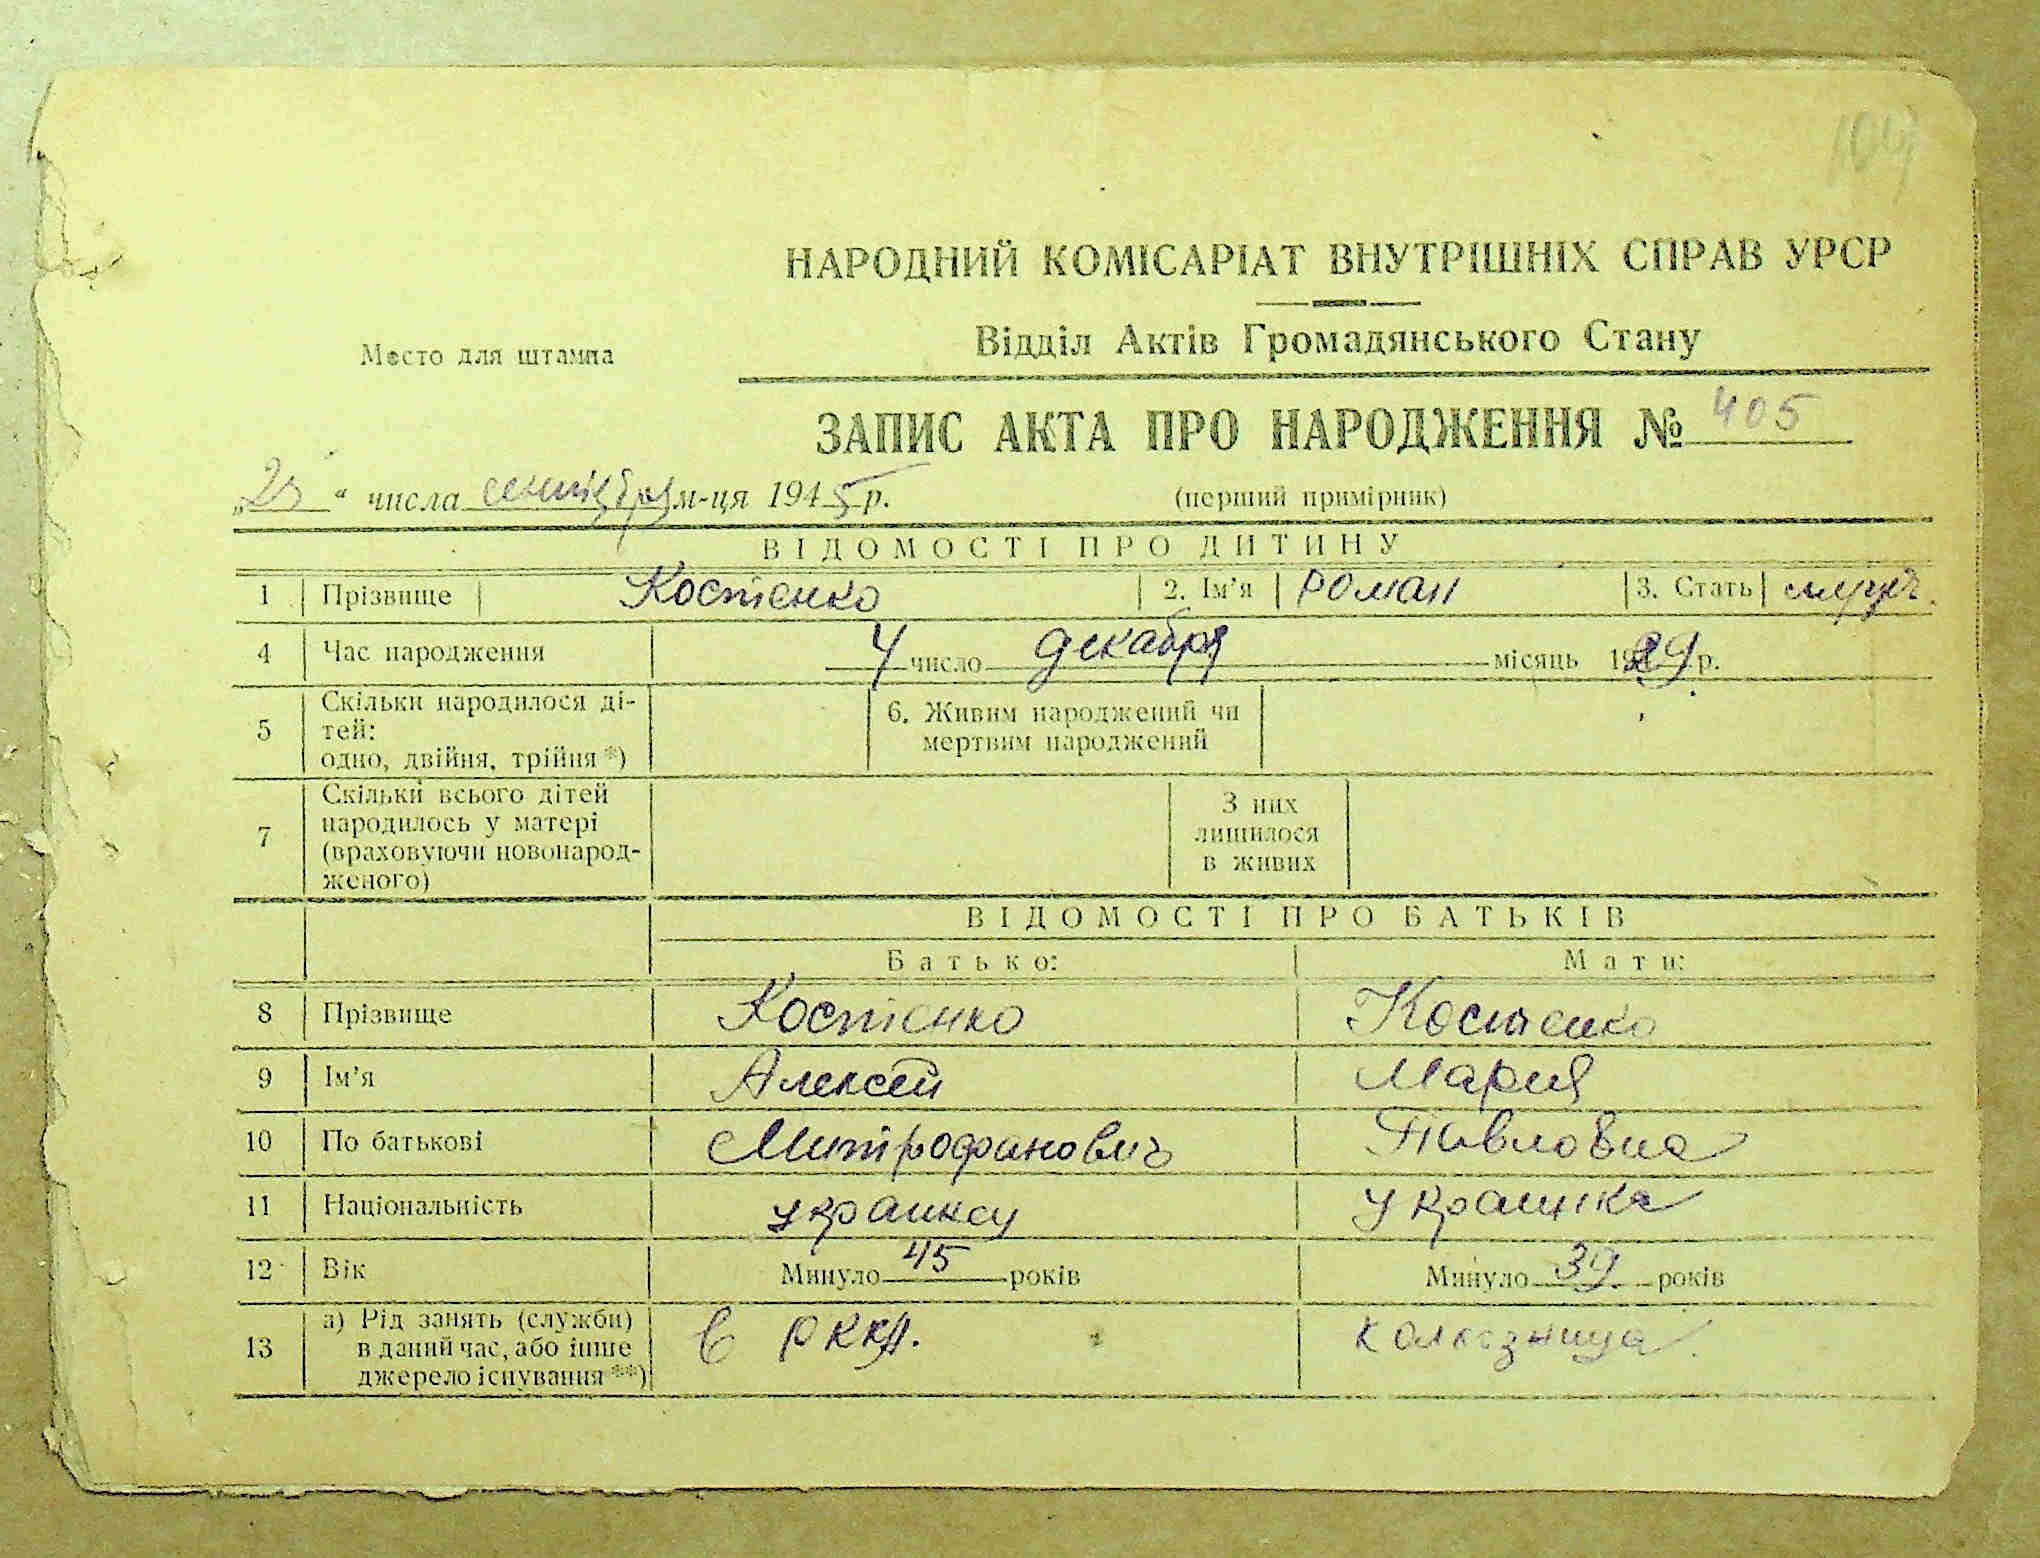 104
НАРОДНИЙ КОМІСАРІАТ ВНУТРІШНІХ СПРАВ УРСР
Відділ Актів Громадянського Стану
Место для штампа
ЗАПИС АКТА ПРО НАРОДЖЕННЯ № 405
" числа сентября м-ця 1945 р. (перший примірник)
ВІДОМОСТІ ПРО ДИТИНУ
1 Прізвище Костенко 2. Ім'я Роман 3. Стать
4 Час народження 4 число декабря місяць 1929 р.
5 Скільки народилося ді-
тей:
одно, двійня, трійня *)
6. Живим народжений чи
мертвим народжений
7 Скільки всього дітей
народилось у матері
(враховуючи новонарод-
женого)
З них
лишилося
в живих
ВІДОМОСТІ ПРО БАТЬКІВ
Батько: Мати:
8 Прізвище Костенко Костенко
9 Ім'я Алексей Мария
10 По батькові Митрофанович Павловна
11 Національність украинец украинка
12 Вік Минуло 45 років Минуло 39 років
13 а) Рід занять (служби)
в даний час, або інше
джерело існування **)
в РККА. колхозница.